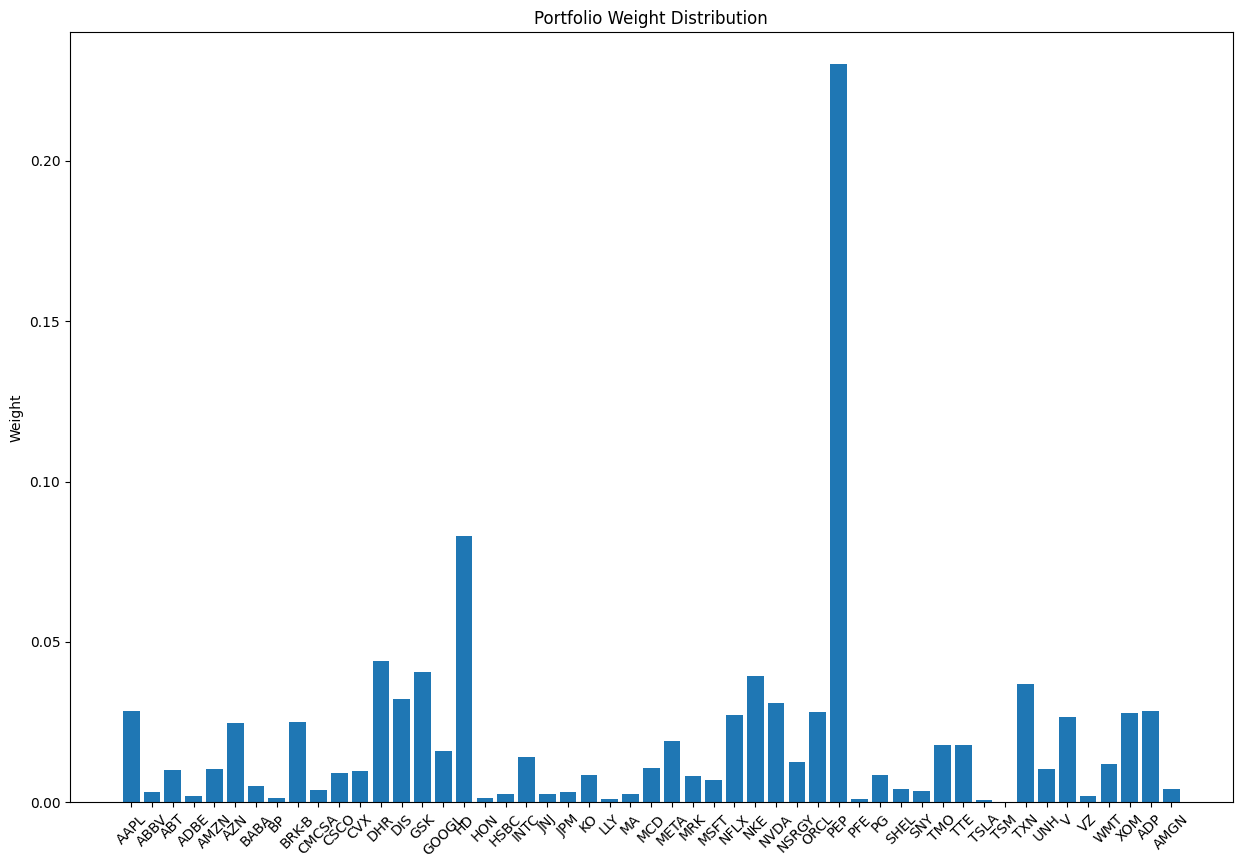 Portfolio Weight Distribution
0.20
0.15
0.10
0.05
0.00
Weight
AAPL
ABBV
ABT
ADBE
AMZN
AZN
BABA
BP
BRK-B
CMCSA
CSCO
CVX
DHR
DIS
GSK
GOOGL
HD
HON
HSBC
INTC
JNJ
JPM
KO
LLY
MA
MCD
META
MRK
MSFT
NFLX
NKE
NVDA
NSRGY
ORCL
PEP
PFE
PG
SHEL
SNY
TMO
TTE
TSLA
TSM
TXN
UNH
V
VZ
WMT
XOM
ADP
AMGN